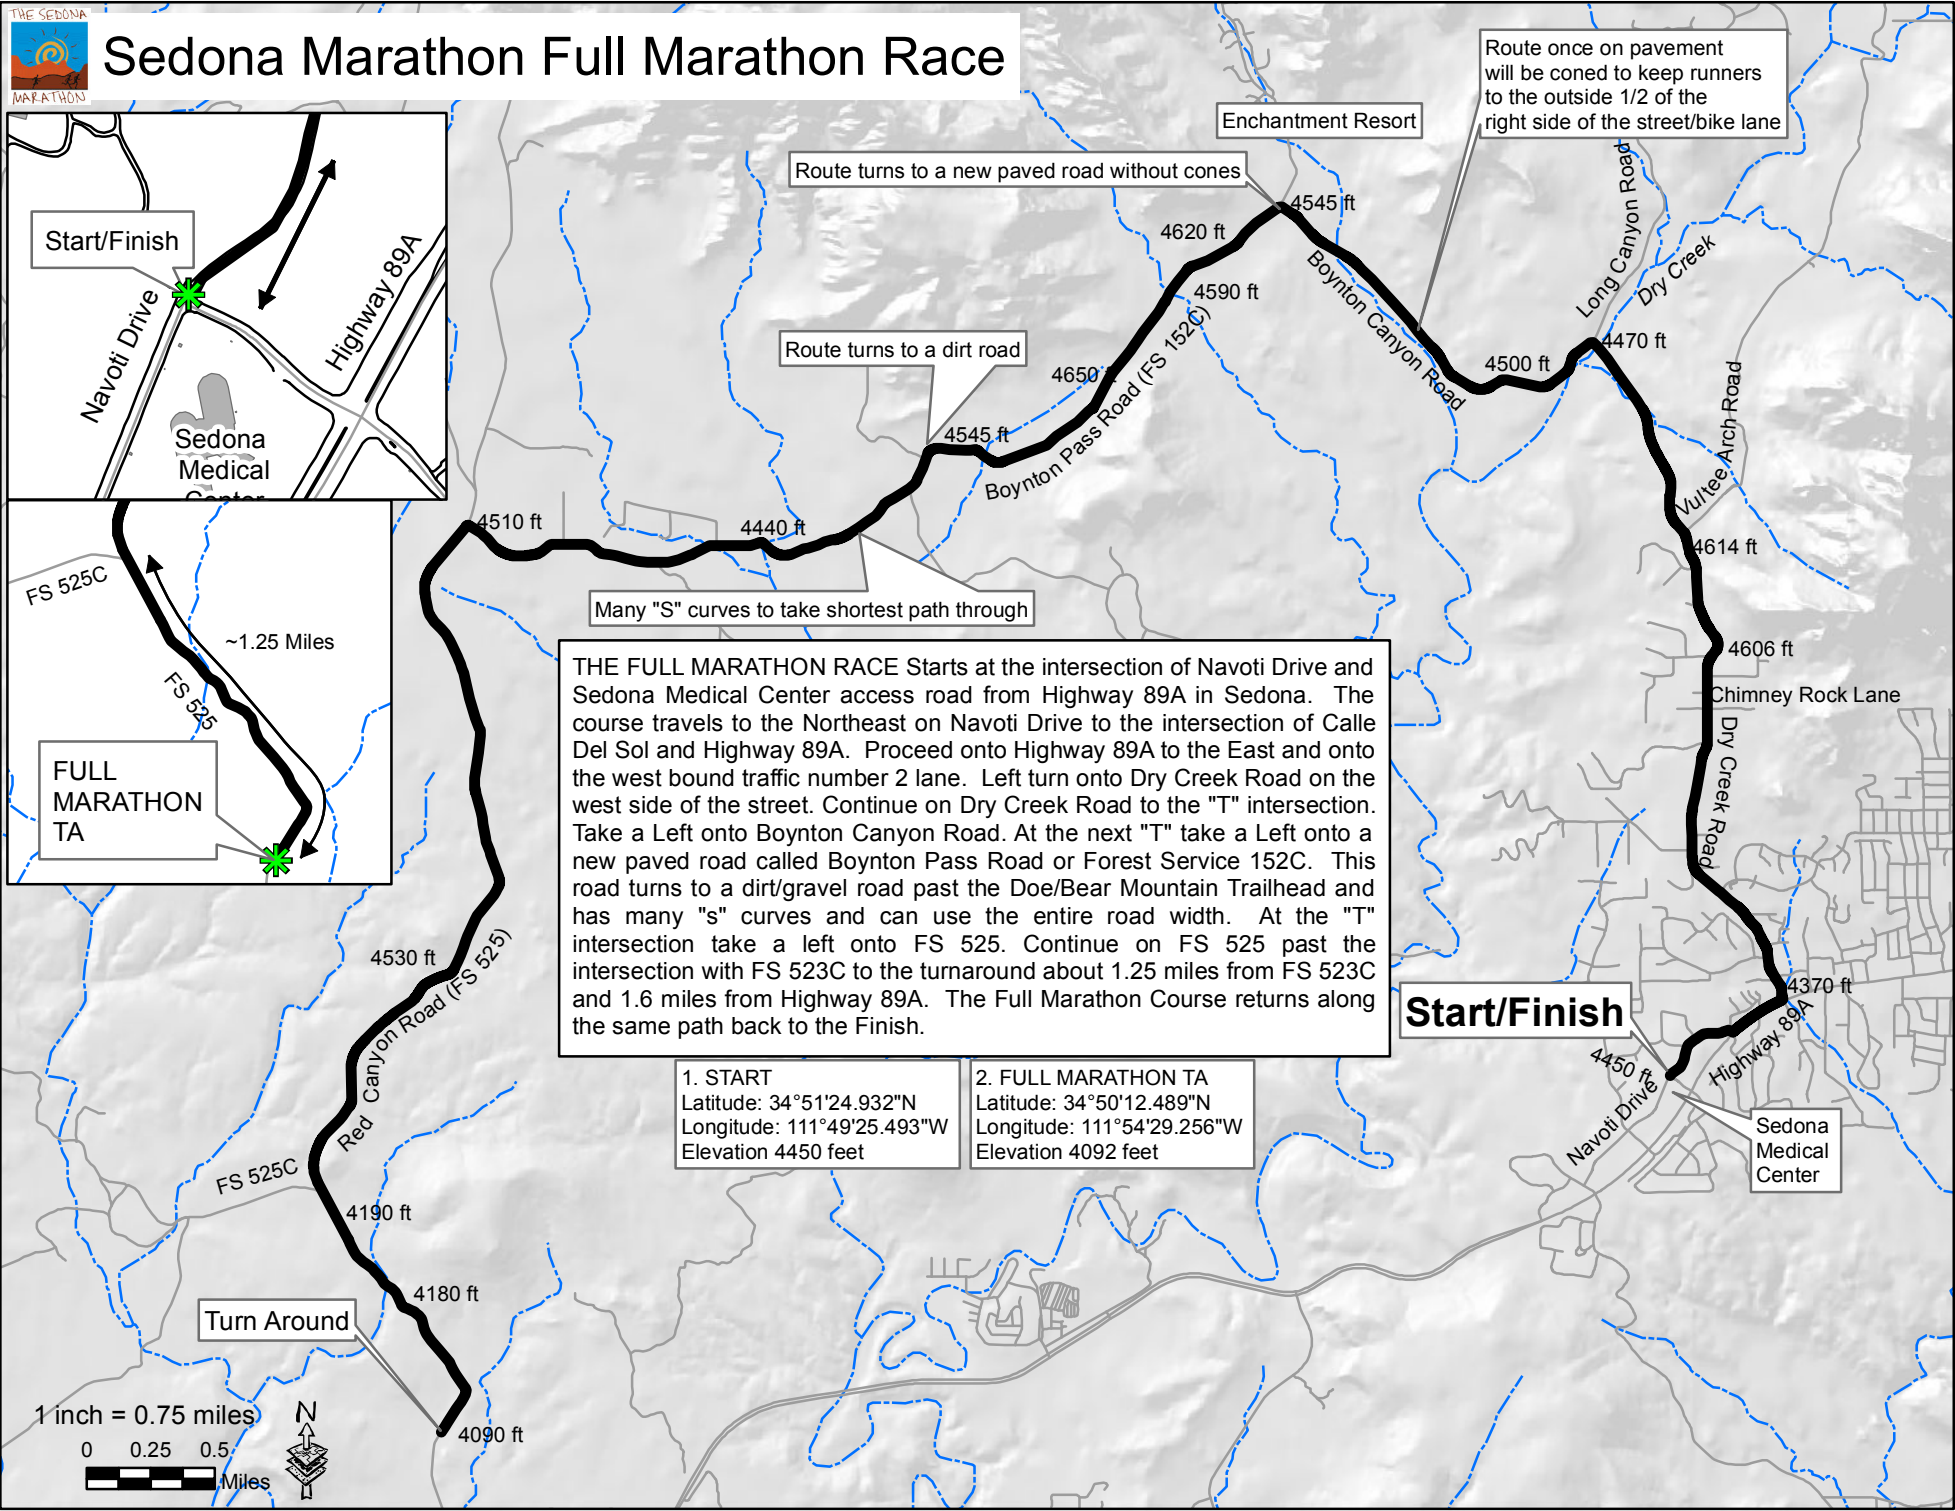 THE SEDONA
MARATHON
Sedona Marathon Full Marathon Race
Route once on pavement
will be coned to keep runners
to the outside 1/2 of the
right side of the street/bike lane
Enchantment Resort
Route turns to a new paved road without cones
Start/Finish
Navoti Drive
Highway 89A
Sedona
Medical
Center
4545 ft
4620 ft
4590 ft
Boynton Canyon Road
Long Canyon Road
Dry Creek
4470 ft
4500 ft
Route turns to a dirt road
4650 ft
Boynton Pass Road (FS 152C)
4545 ft
Vultee Arch Road
4510 ft
4440 ft
4614 ft
FS 525C
~1.25 Miles
FS 525
FULL
MARATHON
TA
Many "S" curves to take shortest path through
4606 ft
Chimney Rock Lane
Dry Creek Road
THE FULL MARATHON RACE Starts at the intersection of Navoti Drive and
Sedona Medical Center access road from Highway 89A in Sedona. The
course travels to the Northeast on Navoti Drive to the intersection of Calle
Del Sol and Highway 89A. Proceed onto Highway 89A to the East and onto
the west bound traffic number 2 lane. Left turn onto Dry Creek Road on the
west side of the street. Continue on Dry Creek Road to the "T" intersection.
Take a Left onto Boynton Canyon Road. At the next "T" take a Left onto a
new paved road called Boynton Pass Road or Forest Service 152C. This
road turns to a dirt/gravel road past the Doe/Bear Mountain Trailhead and
has many "s" curves and can use the entire road width. At the "T"
intersection take a left onto FS 525. Continue on FS 525 past the
intersection with FS 523C to the turnaround about 1.25 miles from FS 523C
and 1.6 miles from Highway 89A. The Full Marathon Course returns along
the same path back to the Finish.
4530 ft
Red Canyon Road (FS 525)
4370 ft
Start/Finish
Highway 89A
4450 ft
Navoti Drive
1. START
Latitude: 34°51'24.932"N
Longitude: 111°49'25.493"W
Elevation 4450 feet
2. FULL MARATHON TA
Latitude: 34°50'12.489"N
Longitude: 111°54'29.256"W
Elevation 4092 feet
Sedona
Medical
Center
FS 525C
4190 ft
4180 ft
Turn Around
4090 ft
1 inch = 0.75 miles
0 0.25 0.5
Miles
N